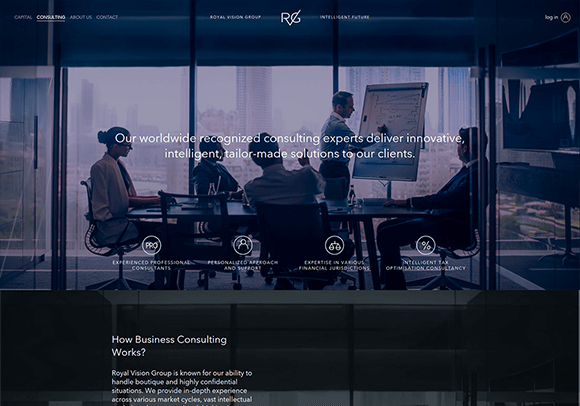 CAPITAL CONSULTING ABOUT US CONTACT
ROYAL VISION GROUP RVG INTELLIGENT FUTURE
log in
Our worldwide recognized consulting experts deliver innovative,
intelligent, tailor-made solutions to our clients.
PRO
%
EXPERIENCED PROFESSIONAL
CONSULTANTS
PERSONALIZED APPROACH
AND SUPPORT
EXPERTISE IN VARIOUS
FINANCIAL JURISDICTIONS
INTELLIGENT TAX
OPTIMISATION CONSULTANCY
How Business Consulting
Works?
Royal Vision Group is known for our ability to
handle boutique and highly confidential
situations. We provide in-depth experience
across various market cycles, vast intellectual